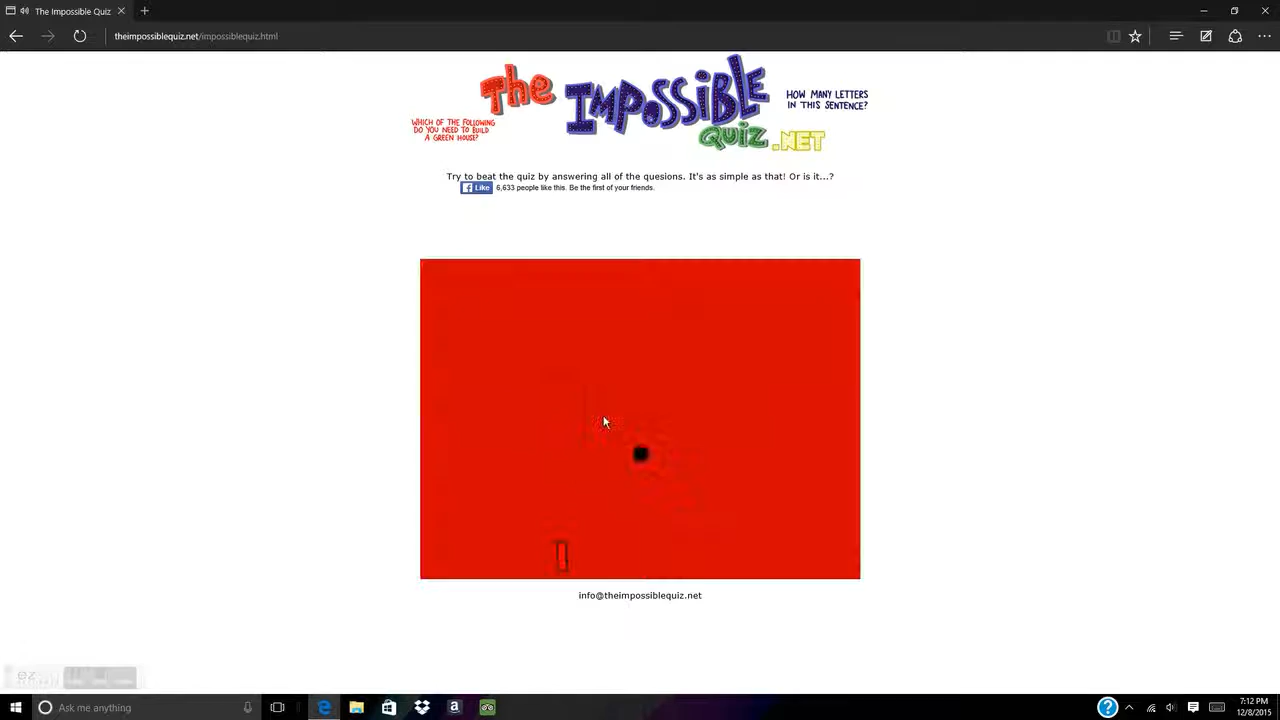 The Impossible Quiz
theimpossiblequiz.net/impossiblequiz.html
The Impossible Quiz .NET
WHICH OF THE FOLLOWING
DO YOU NEED TO BUILD
A GREEN HOUSE?
HOW MANY LETTERS
IN THIS SENTENCE?
Try to beat the quiz by answering all of the quesions. It's as simple as that! Or is it...?
Like 6,633 people like this. Be the first of your friends.
info@theimpossiblequiz.net
Ask me anything
7:12 PM
12/8/2015